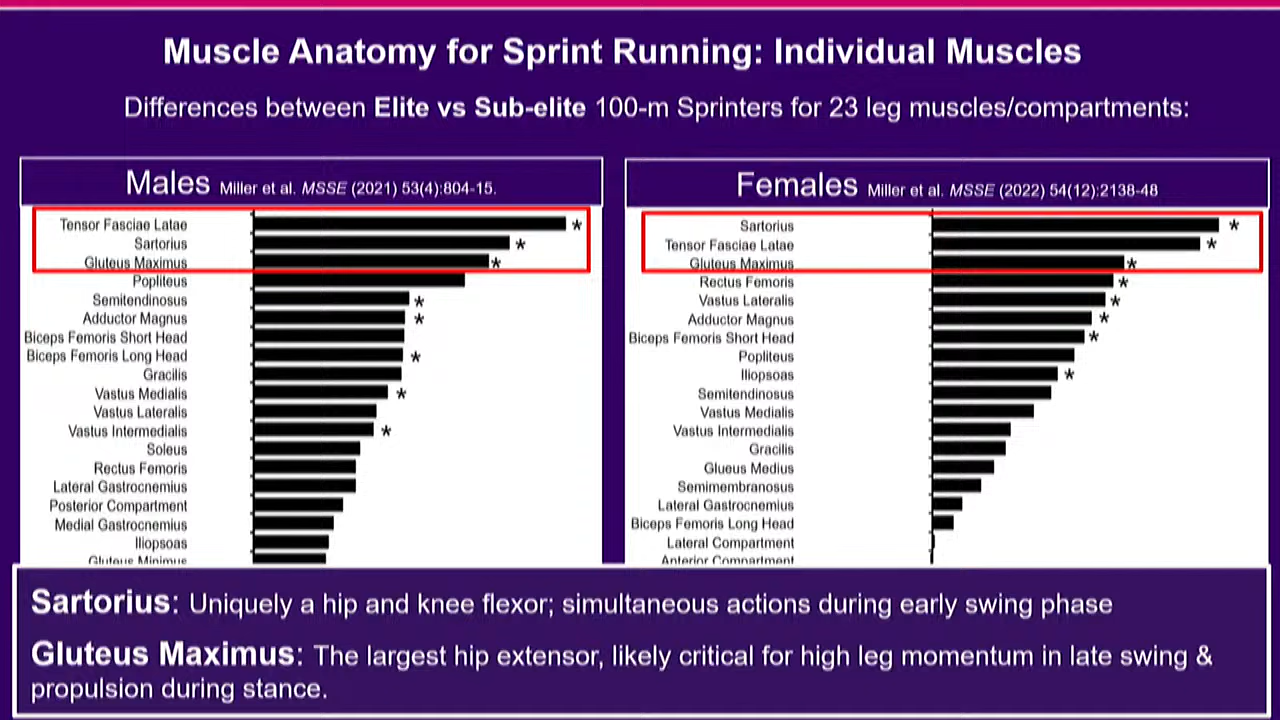 Muscle Anatomy for Sprint Running: Individual Muscles
Differences between Elite vs Sub-elite 100-m Sprinters for 23 leg muscles/compartments:
Males Miller et al. MSSE (2021) 53(4):804-15.
Tensor Fasciae Latae *
Sartorius *
Gluteus Maximus *
Popliteus
Semitendinosus *
Adductor Magnus *
Biceps Femoris Short Head
Biceps Femoris Long Head *
Gracilis
Vastus Medialis *
Vastus Lateralis
Vastus Intermedialis *
Soleus
Rectus Femoris
Lateral Gastrocnemius
Posterior Compartment
Medial Gastrocnemius
Iliopsoas
Gluteus Minimus
Females Miller et al. MSSE (2022) 54(12):2138-48
Sartorius *
Tensor Fasciae Latae *
Gluteus Maximus *
Rectus Femoris *
Vastus Lateralis *
Adductor Magnus *
Biceps Femoris Short Head *
Popliteus
Iliopsoas *
Semitendinosus
Vastus Medialis
Vastus Intermedialis
Gracilis
Glueus Medius
Semimembranosus
Lateral Gastrocnemius
Biceps Femoris Long Head
Lateral Compartment
Anterior Compartment
Sartorius: Uniquely a hip and knee flexor; simultaneous actions during early swing phase
Gluteus Maximus: The largest hip extensor, likely critical for high leg momentum in late swing &
propulsion during stance.